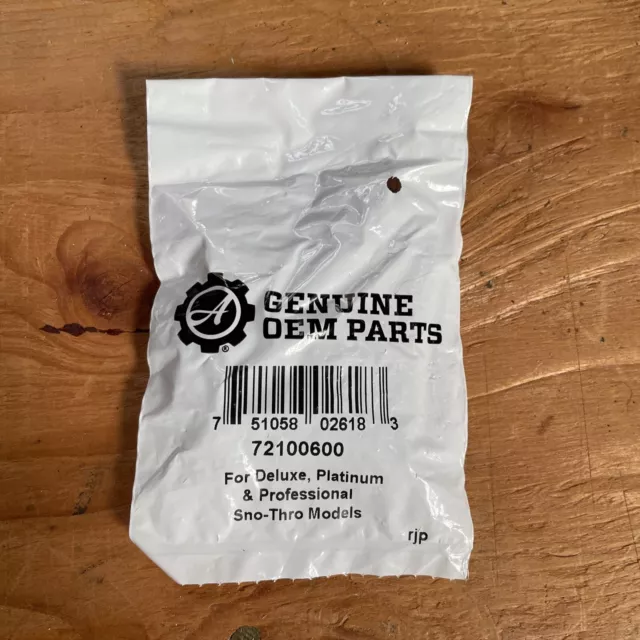 A ®
GENUINE
OEM PARTS
7 51058 02618 3
72100600
For Deluxe, Platinum
& Professional
Sno-Thro Models
rjp